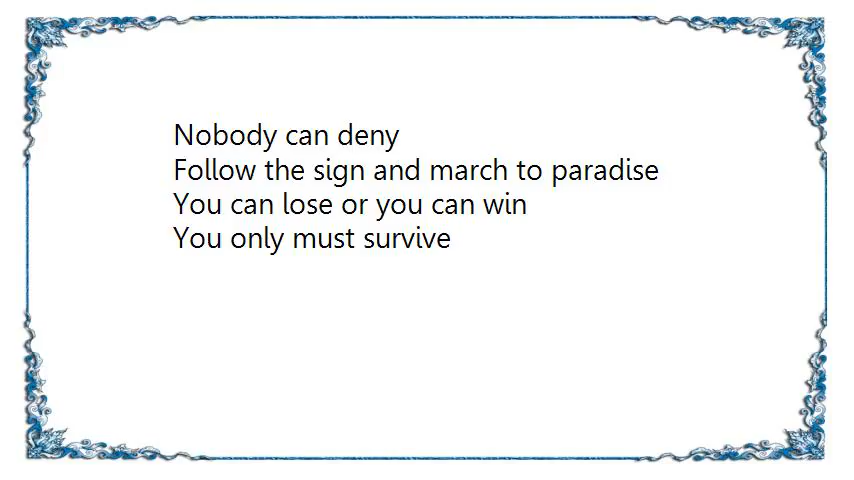 Nobody can deny
Follow the sign and march to paradise
You can lose or you can win
You only must survive